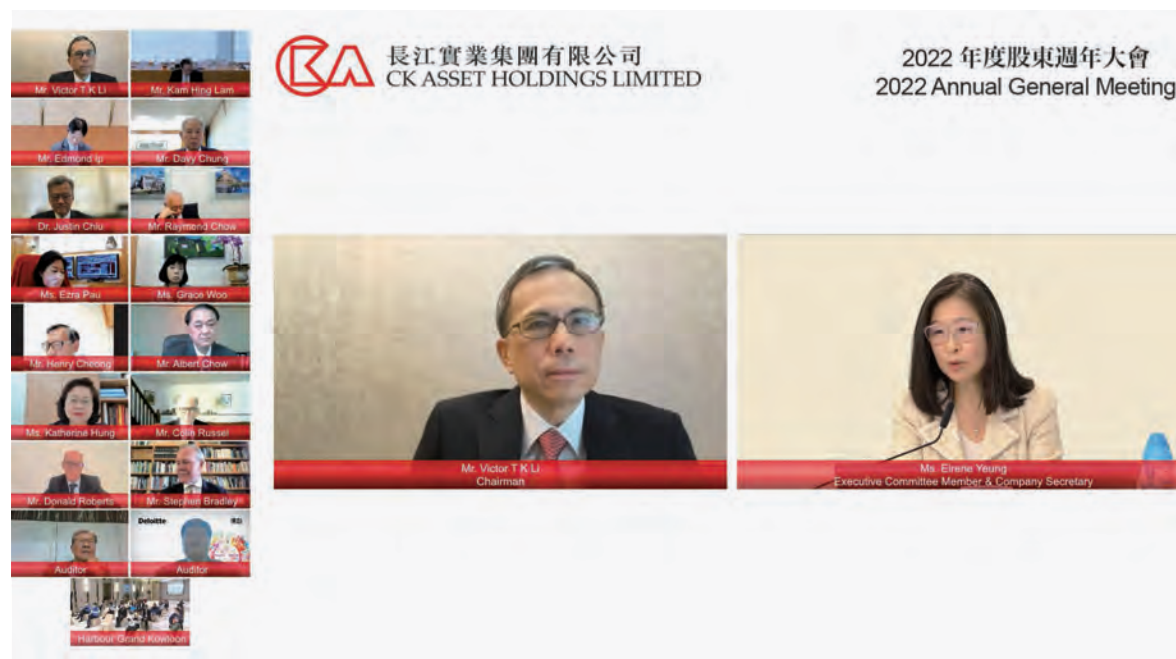 長江實業集團有限公司
CK ASSET HOLDINGS LIMITED
2022 年度股東週年大會
2022 Annual General Meeting
Mr. Victor T K Li
Mr. Kam Hing Lam
Mr. Edmond Ip
Mr. Davy Chung
Dr. Justin Chiu
Mr. Raymond Chow
Ms. Ezra Pau
Ms. Grace Woo
Mr. Henry Cheong
Mr. Albert Chow
Ms. Katherine Hung
Mr. Colin Russel
Mr. Donald Roberts
Mr. Stephen Bradley
Deloitte
Auditor
Auditor
Harbour Grand Kowloon
Mr. Victor T K Li
Chairman
Ms. Eirene Yeung
Executive Committee Member & Company Secretary